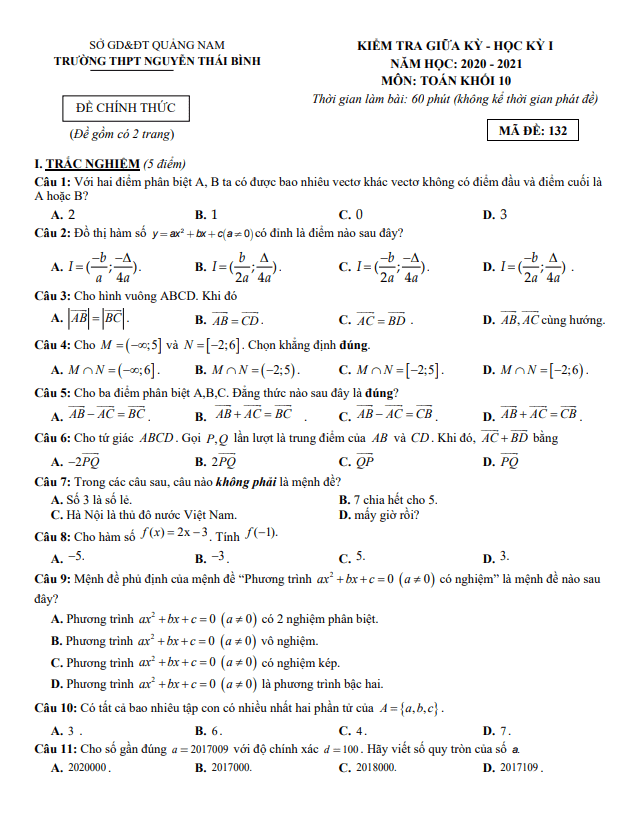 SỞ GD&ĐT QUẢNG NAM
TRƯỜNG THPT NGUYỄN THÁI BÌNH
ĐỀ CHÍNH THỨC
(Đề gồm có 2 trang)
KIỂM TRA GIỮA KỲ - HỌC KỲ I
NĂM HỌC: 2020 - 2021
MÔN: TOÁN KHỐI 10
Thời gian làm bài: 60 phút (không kể thời gian phát đề)
MÃ ĐỀ: 132
I. TRẮC NGHIỆM (5 điểm)
Câu 1: Với hai điểm phân biệt A, B ta có được bao nhiêu vectơ khác vectơ không có điểm đầu và điểm cuối là
A hoặc B?
A. 2 B. 1 C. 0 D. 3
Câu 2: Đồ thị hàm số $y = ax^2 + bx + c (a \neq 0)$ có đỉnh là điểm nào sau đây?
A. $I = (\frac{-b}{a}; \frac{-\Delta}{4a})$. B. $I = (\frac{b}{2a}; \frac{\Delta}{4a})$. C. $I = (\frac{-b}{2a}; \frac{-\Delta}{4a})$. D. $I = (\frac{-b}{2a}; \frac{\Delta}{4a})$ .
Câu 3: Cho hình vuông ABCD. Khi đó
A. $|\overrightarrow{AB}| = |\overrightarrow{BC}|$. B. $\overrightarrow{AB} = \overrightarrow{CD}$. C. $\overrightarrow{AC} = \overrightarrow{BD}$ . D. $\overrightarrow{AB}, \overrightarrow{AC}$ cùng hướng.
Câu 4: Cho $M = (-\infty; 5]$ và $N = [-2; 6)$. Chọn khẳng định đúng.
A. $M \cap N = (-\infty; 6]$. B. $M \cap N = (-2; 5)$. C. $M \cap N = [-2; 5]$. D. $M \cap N = [-2; 6)$.
Câu 5: Cho ba điểm phân biệt A,B,C. Đẳng thức nào sau đây là đúng?
A. $\overrightarrow{AB} - \overrightarrow{AC} = \overrightarrow{BC}$ . B. $\overrightarrow{AB} + \overrightarrow{AC} = \overrightarrow{BC}$ . C. $\overrightarrow{AB} - \overrightarrow{AC} = \overrightarrow{CB}$ . D. $\overrightarrow{AB} + \overrightarrow{AC} = \overrightarrow{CB}$ .
Câu 6: Cho tứ giác ABCD. Gọi P,Q lần lượt là trung điểm của AB và CD. Khi đó, $\overrightarrow{AC} + \overrightarrow{BD}$ bằng
A. $-2\overrightarrow{PQ}$ B. $2\overrightarrow{PQ}$ C. $\overrightarrow{QP}$ D. $\overrightarrow{PQ}$
Câu 7: Trong các câu sau, câu nào không phải là mệnh đề?
A. Số 3 là số lẻ. B. 7 chia hết cho 5.
C. Hà Nội là thủ đô nước Việt Nam. D. mấy giờ rồi?
Câu 8: Cho hàm số $f(x) = 2x - 3$. Tính $f(-1)$.
A. −5. B. −3 . C. 5. D. 3.
Câu 9: Mệnh đề phủ định của mệnh đề “Phương trình $ax^2 + bx + c = 0 \ (a \neq 0)$ có nghiệm” là mệnh đề nào sau
đây?
A. Phương trình $ax^2 + bx + c = 0 \ (a \neq 0)$ có 2 nghiệm phân biệt.
B. Phương trình $ax^2 + bx + c = 0 \ (a \neq 0)$ vô nghiệm.
C. Phương trình $ax^2 + bx + c = 0 \ (a \neq 0)$ có nghiệm kép.
D. Phương trình $ax^2 + bx + c = 0 \ (a \neq 0)$ là phương trình bậc hai.
Câu 10: Có tất cả bao nhiêu tập con có nhiều nhất hai phần tử của $A = \{a, b, c\}$ .
A. 3 . B. 6 . C. 4 . D. 7 .
Câu 11: Cho số gần đúng $a = 2017009$ với độ chính xác $d = 100$ . Hãy viết số quy tròn của số a.
A. 2020000 . B. 2017000. C. 2018000. D. 2017109 .